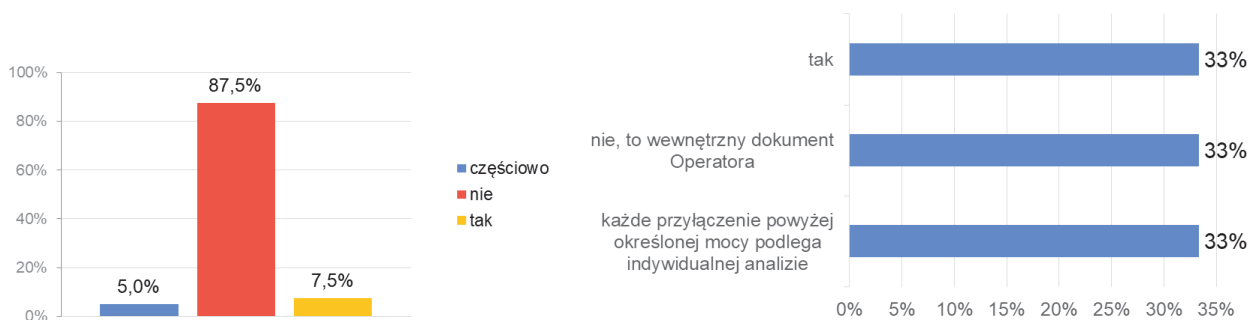 100%
80%
60%
40%
20%
0%
5,0%
87,5%
7,5%
częściowo
nie
tak
tak
nie, to wewnętrzny dokument
Operatora
każde przyłączenie powyżej
określonej mocy podlega
indywidualnej analizie
33%
33%
33%
0% 5% 10% 15% 20% 25% 30% 35%